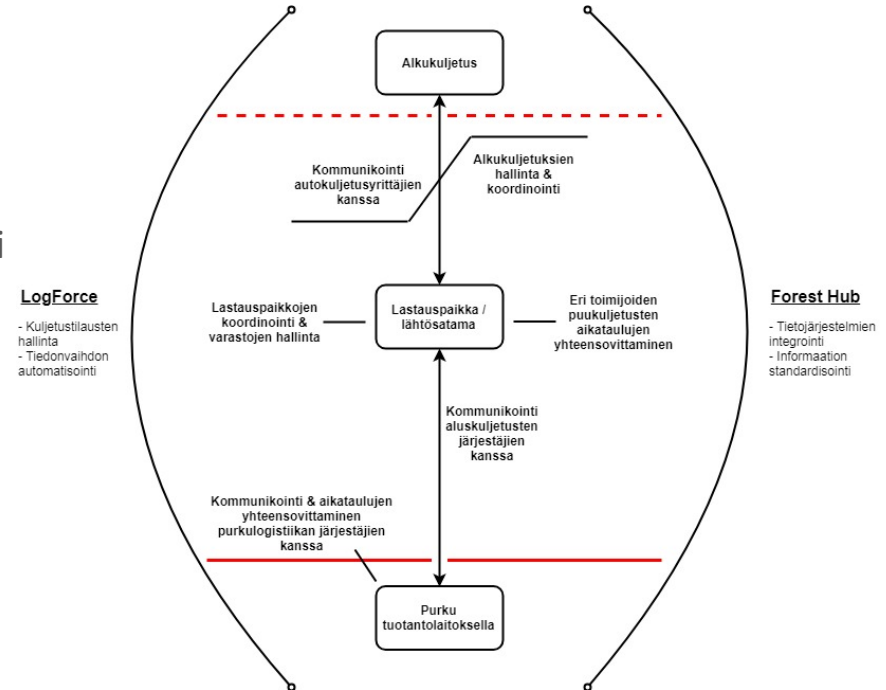 Alkukuljetus
Kommunikointi
autokuljetusyrittäjien
kanssa
Alkukuljetuksien
hallinta &
koordinointi
i
LogForce
- Kuljetustilausten
hallinta
- Tiedonvaihdon
automatisointi
Lastauspaikkojen
koordinointi &
varastojen hallinta
Lastauspaikka /
lähtösatama
Eri toimijoiden
puukuljetusten
aikataulujen
yhteensovittaminen
Forest Hub
- Tietojärjestelmien
integrointi
- Informaation
standardisointi
Kommunikointi
aluskuljetusten
järjestäjien
kanssa
Kommunikointi & aikataulujen
yhteensovittaminen
purkulogistiikan järjestäjien
kanssa
Purku
tuotantolaitoksella